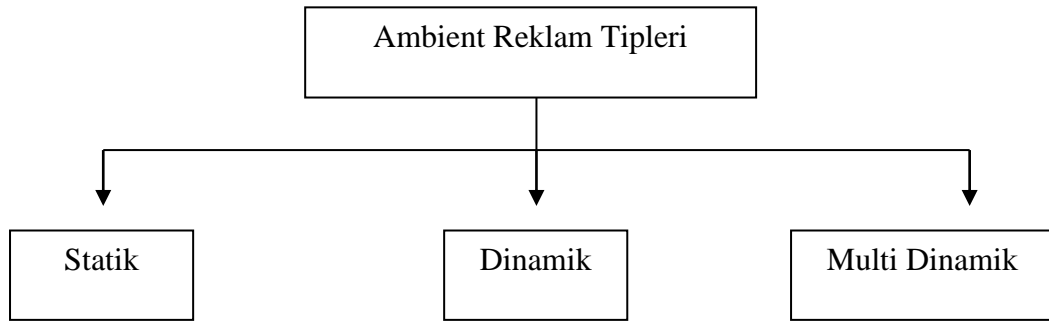 Ambient Reklam Tipleri
Statik
Dinamik
Multi Dinamik